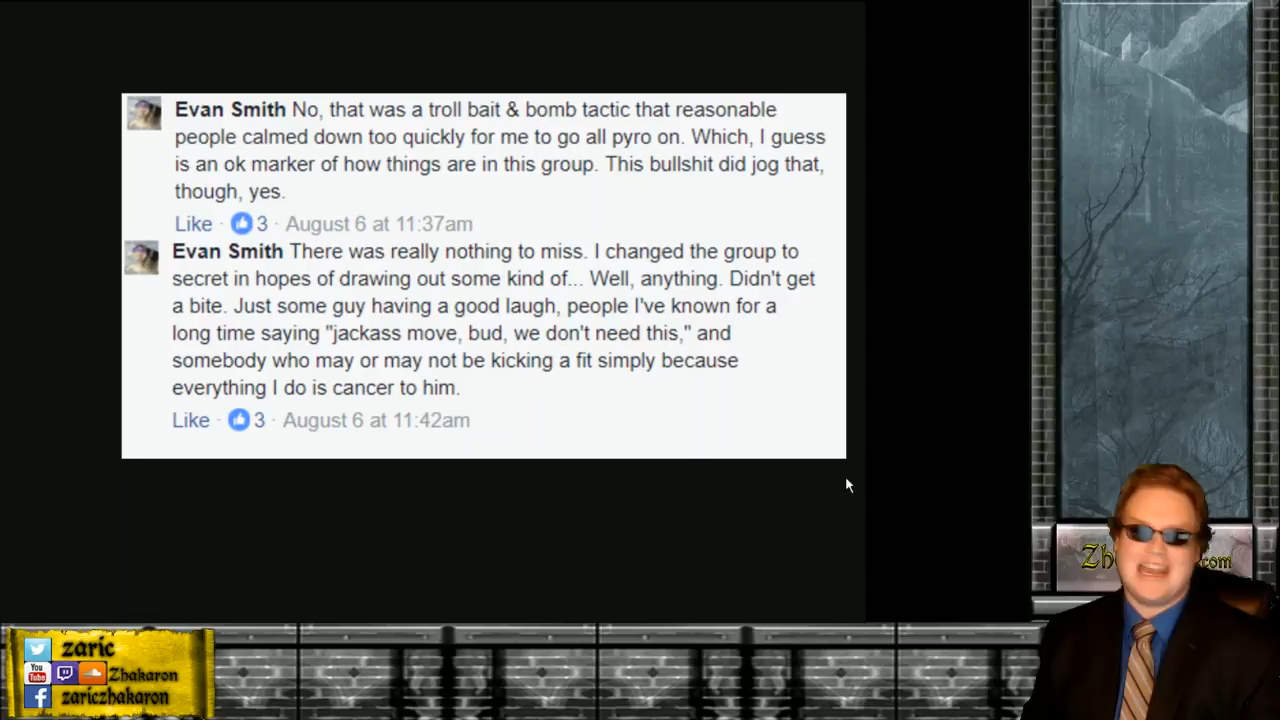 Evan Smith No, that was a troll bait & bomb tactic that reasonable
people calmed down too quickly for me to go all pyro on. Which, I guess
is an ok marker of how things are in this group. This bullshit did jog that,
though, yes.
Like · 3 · August 6 at 11:37am
Evan Smith There was really nothing to miss. I changed the group to
secret in hopes of drawing out some kind of... Well, anything. Didn't get
a bite. Just some guy having a good laugh, people I've known for a
long time saying "jackass move, bud, we don't need this," and
somebody who may or may not be kicking a fit simply because
everything I do is cancer to him.
Like · 3 · August 6 at 11:42am
zaric
You Tube Zhakaron
zariczhakaron